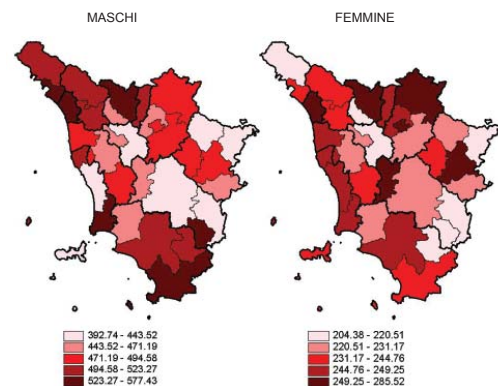 MASCHI
FEMMINE
392.74 - 443.52
443.52 - 471.19
471.19 - 494.58
494.58 - 523.27
523.27 - 577.43
204.38 - 220.51
220.51 - 231.17
231.17 - 244.76
244.76 - 249.25
249.25 - 285.52